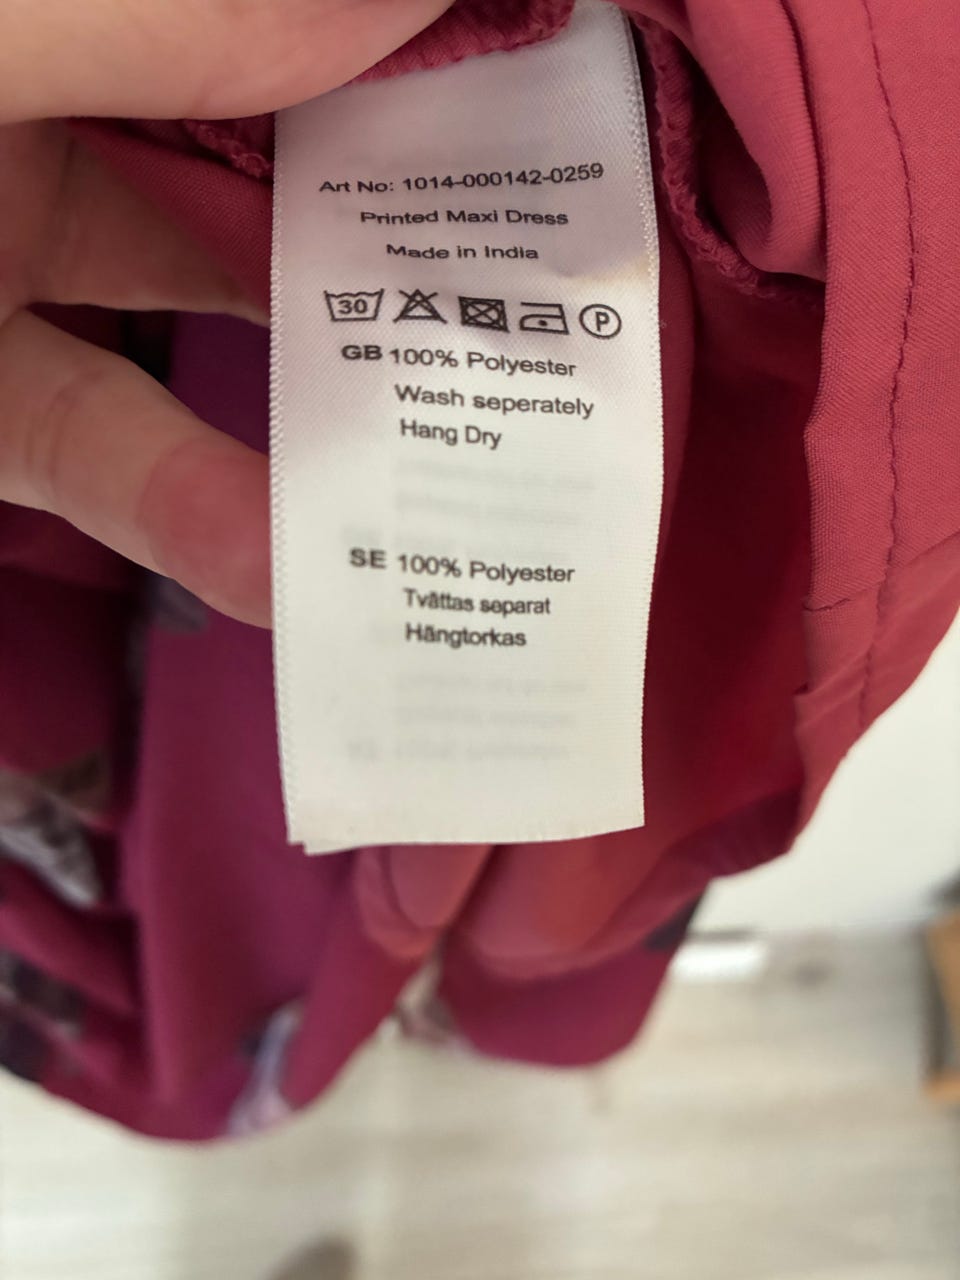 Art No: 1014-000142-0259
Printed Maxi Dress
Made in India
30 P
GB 100% Polyester
Wash seperately
Hang Dry
SE 100% Polyester
Tvättas separat
Hängtorkas